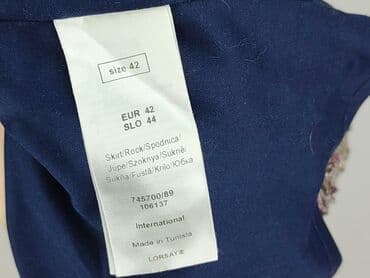 size 42
EUR 42
SLO 44
Skirt/Rock/Spodnica/
Jupe/Szoknya/Sukně/
Sukňa/Fustă/Krilo/Юбка
745700/89
106137
International
Made in Tunisia
LORSAY®